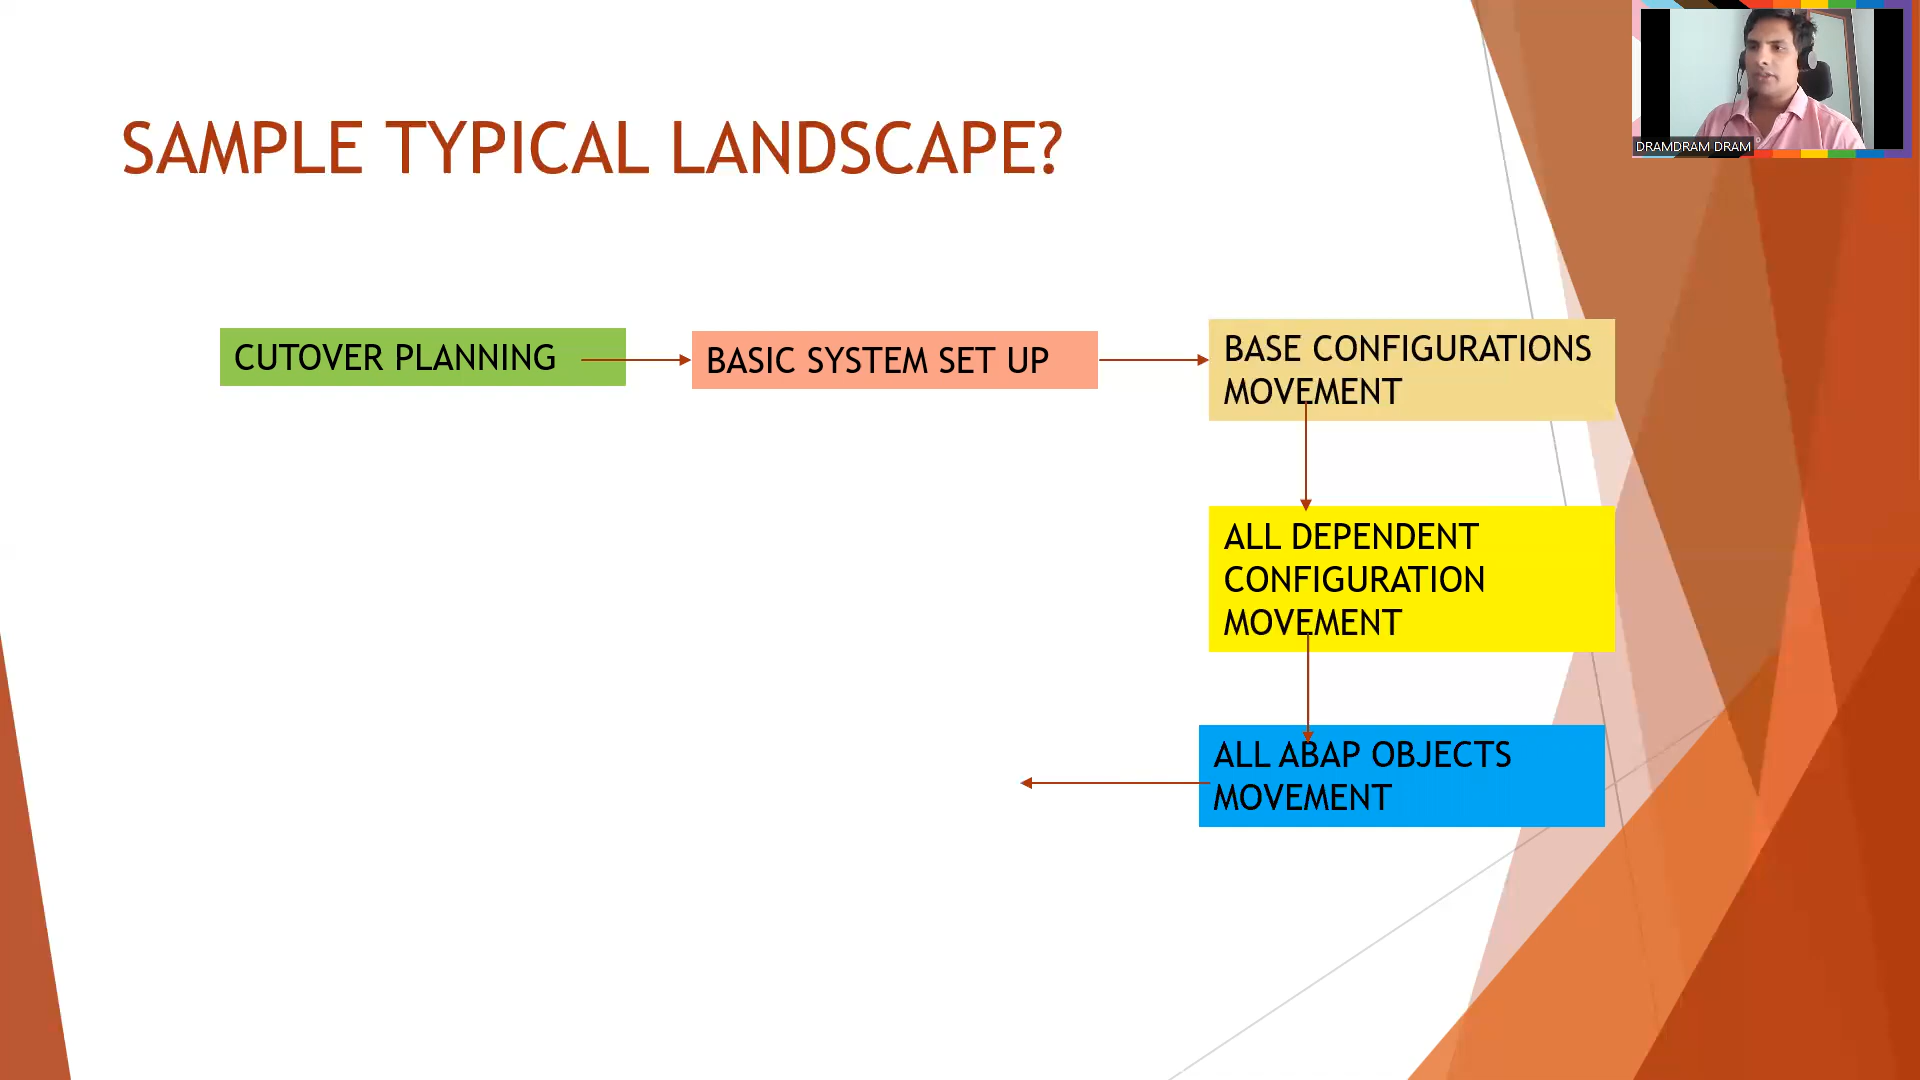 SAMPLE TYPICAL LANDSCAPE?
DRAMDRAM DRAM
CUTOVER PLANNING
BASIC SYSTEM SET UP
BASE CONFIGURATIONS
MOVEMENT
ALL DEPENDENT
CONFIGURATION
MOVEMENT
ALL ABAP OBJECTS
MOVEMENT